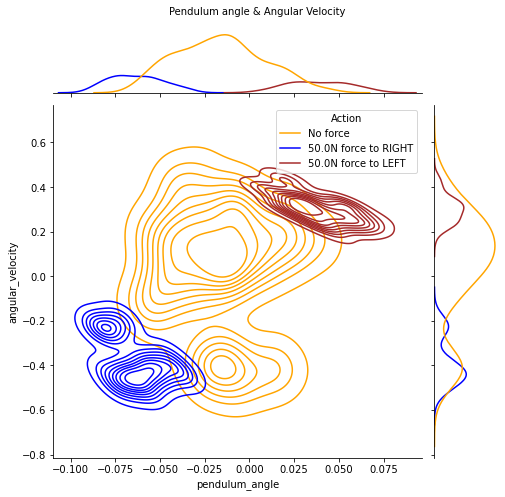 Pendulum angle & Angular Velocity
Action
No force
50.0N force to RIGHT
50.0N force to LEFT
0.6
0.4
0.2
0.0
−0.2
−0.4
−0.6
−0.8
angular_velocity
−0.100 −0.075 −0.050 −0.025 0.000 0.025 0.050 0.075
pendulum_angle